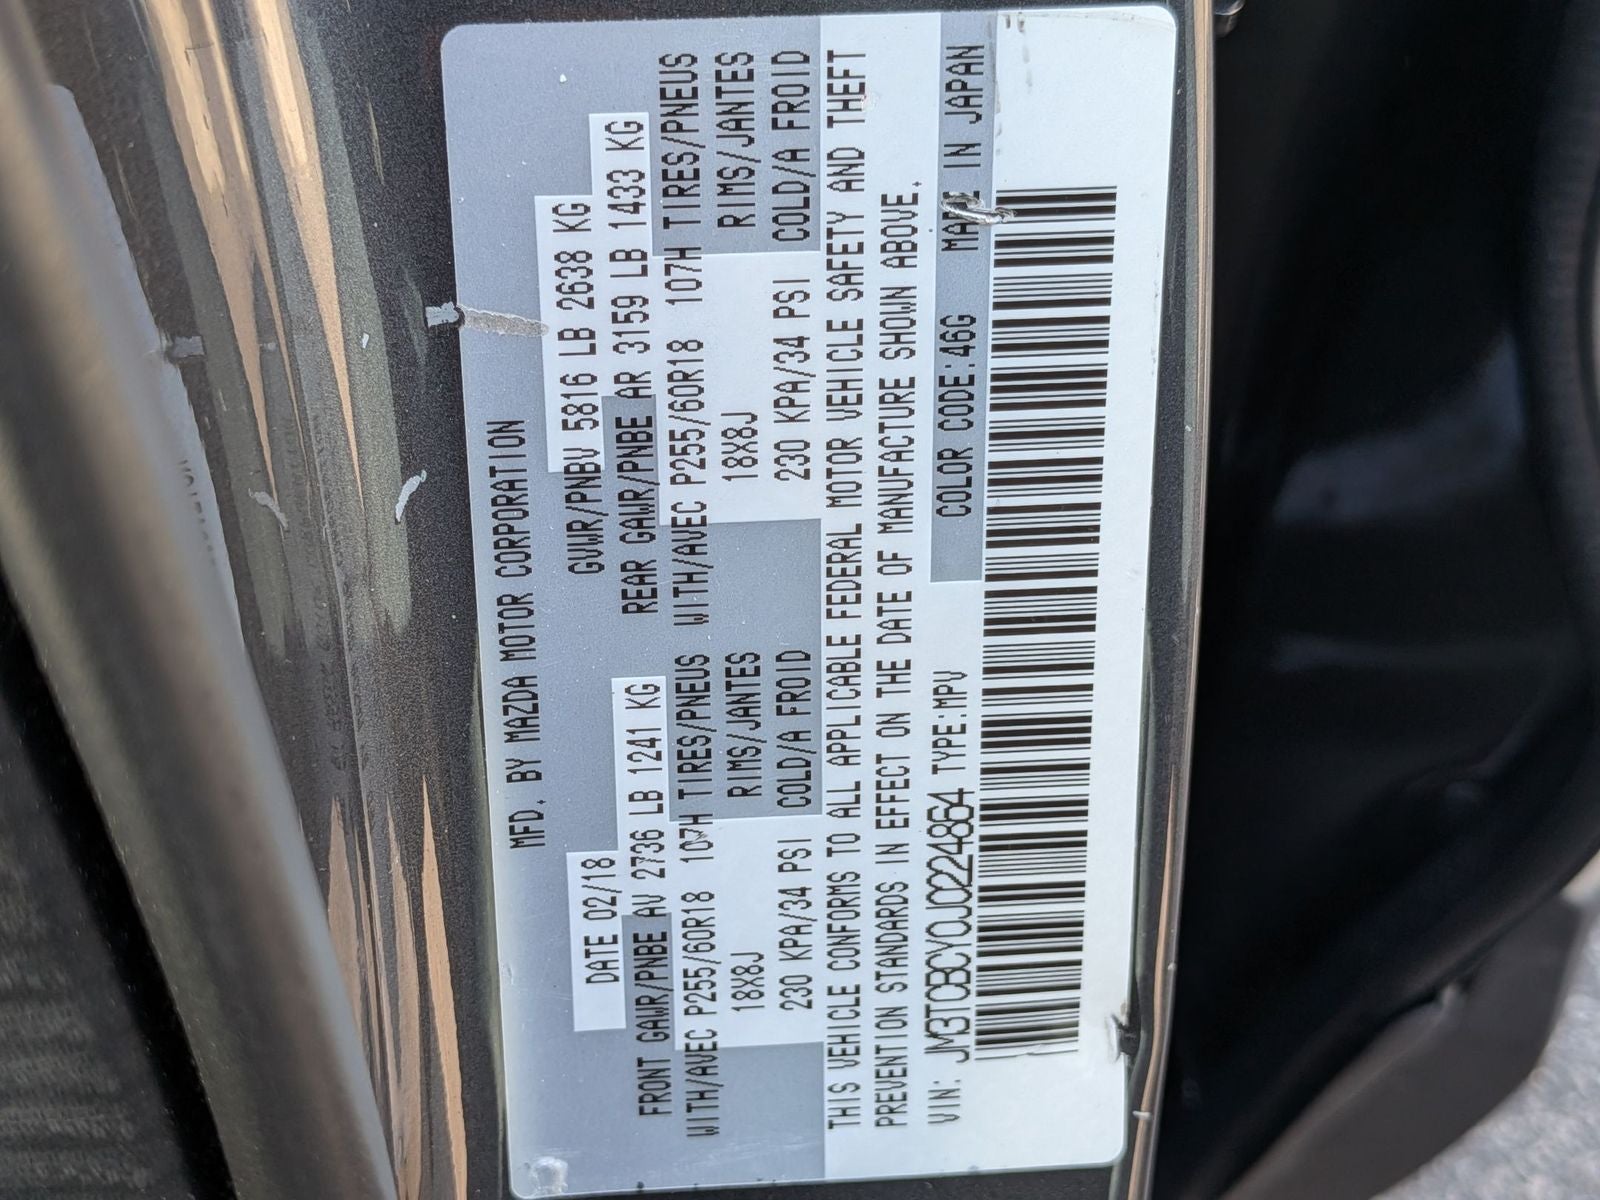 MFD. BY MAZDA MOTOR CORPORATION
DATE 02/18 GVWR/PNBV 5816 LB 2638 KG
FRONT GAWR/PNBE AV 2736 LB 1241 KG REAR GAWR/PNBE AR 3159 LB 1433 KG
WITH/AVEC P255/60R18 107H TIRES/PNEUS WITH/AVEC P255/60R18 107H TIRES/PNEUS
18X8J RIMS/JANTES 18X8J RIMS/JANTES
230 KPA/34 PSI COLD/A FROID 230 KPA/34 PSI COLD/A FROID
THIS VEHICLE CONFORMS TO ALL APPLICABLE FEDERAL MOTOR VEHICLE SAFETY AND THEFT
PREVENTION STANDARDS IN EFFECT ON THE DATE OF MANUFACTURE SHOWN ABOVE.
VIN: JM3TCBCY0J0224864 TYPE:MPV COLOR CODE:46G MADE IN JAPAN